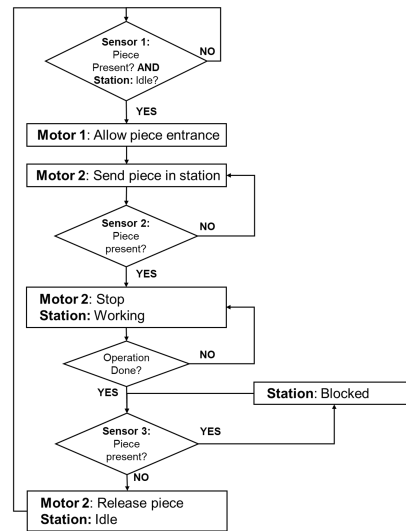 Sensor 1:
Piece
Present? AND
Station: Idle?
NO
YES
Motor 1: Allow piece entrance
Motor 2: Send piece in station
Sensor 2:
Piece
present?
NO
YES
Motor 2: Stop
Station: Working
Operation
Done?
NO
YES
Station: Blocked
Sensor 3:
Piece
present?
YES
NO
Motor 2: Release piece
Station: Idle